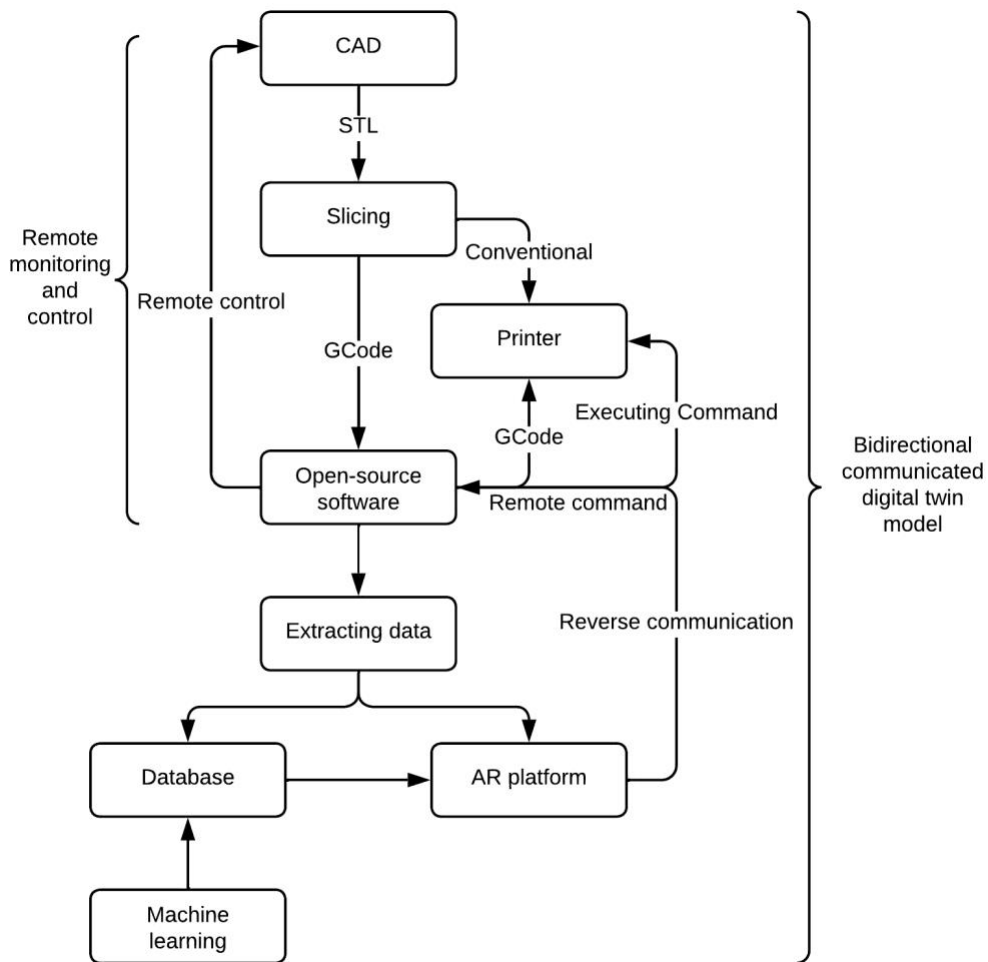 CAD
STL
Slicing
Conventional
Remote
monitoring
and
control
Remote control
Printer
GCode
Executing Command
GCode
Open-source
software
Remote command
Bidirectional
communicated
digital twin
model
Extracting data
Reverse communication
Database
AR platform
Machine
learning